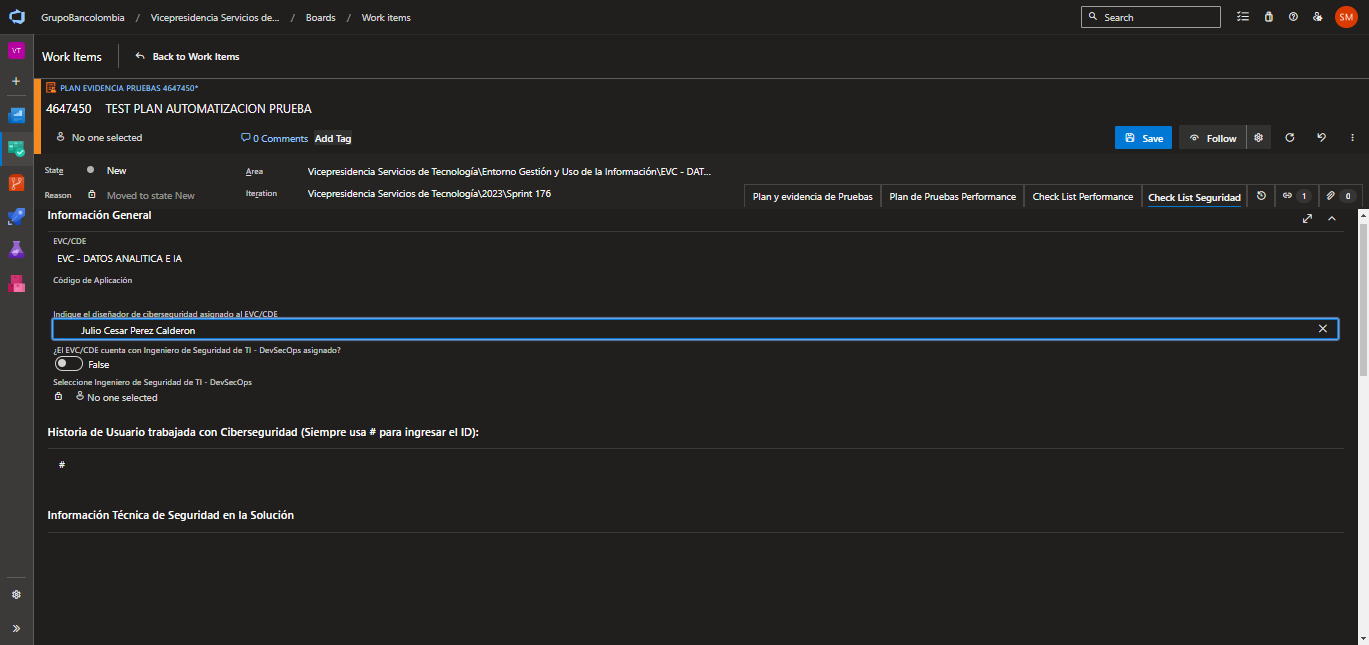 GrupoBancolombia / Vicepresidencia Servicios de... / Boards / Work items
Search
SM
VT
Work Items
Back to Work Items
PLAN EVIDENCIA PRUEBAS 4647450*
4647450 TEST PLAN AUTOMATIZACION PRUEBA
No one selected
0 Comments
Add Tag
Save
Follow
State
New
Area
Vicepresidencia Servicios de Tecnología\Entorno Gestión y Uso de la Información\EVC - DAT...
Reason
Moved to state New
Iteration
Vicepresidencia Servicios de Tecnología\2023\Sprint 176
Plan y evidencia de Pruebas
Plan de Pruebas Performance
Check List Performance
Check List Seguridad
1
0
Información General
EVC/CDE
EVC - DATOS ANALITICA E IA
Código de Aplicación
Indique el diseñador de ciberseguridad asignado al EVC/CDE
Julio Cesar Perez Calderon
¿El EVC/CDE cuenta con Ingeniero de Seguridad de TI - DevSecOps asignado?
False
Seleccione Ingeniero de Seguridad de TI - DevSecOps
No one selected
Historia de Usuario trabajada con Ciberseguridad (Siempre usa # para ingresar el ID):
#
Información Técnica de Seguridad en la Solución